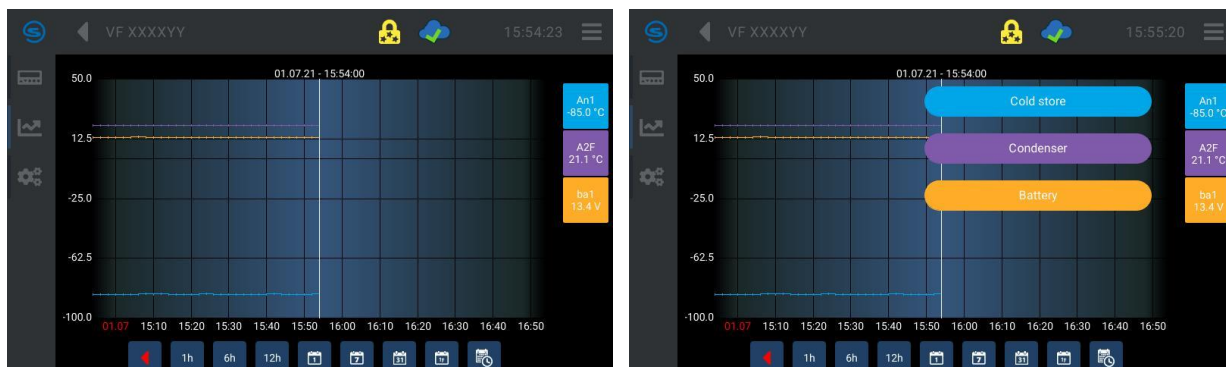 VF XXXXYY
15:54:23
01.07.21 - 15:54:00
50.0
12.5
-25.0
-62.5
-100.0
An1
-85.0 °C
A2F
21.1 °C
ba1
13.4 V
01.07 15:10 15:20 15:30 15:40 15:50 16:00 16:10 16:20 16:30 16:40 16:50
1h 6h 12h 1 7 31
VF XXXXYY
15:55:20
01.07.21 - 15:54:00
50.0
12.5
-25.0
-62.5
-100.0
Cold store
Condenser
Battery
An1
-85.0 °C
A2F
21.1 °C
ba1
13.4 V
01.07 15:10 15:20 15:30 15:40 15:50 16:00 16:10 16:20 16:30 16:40 16:50
1h 6h 12h 1 7 31